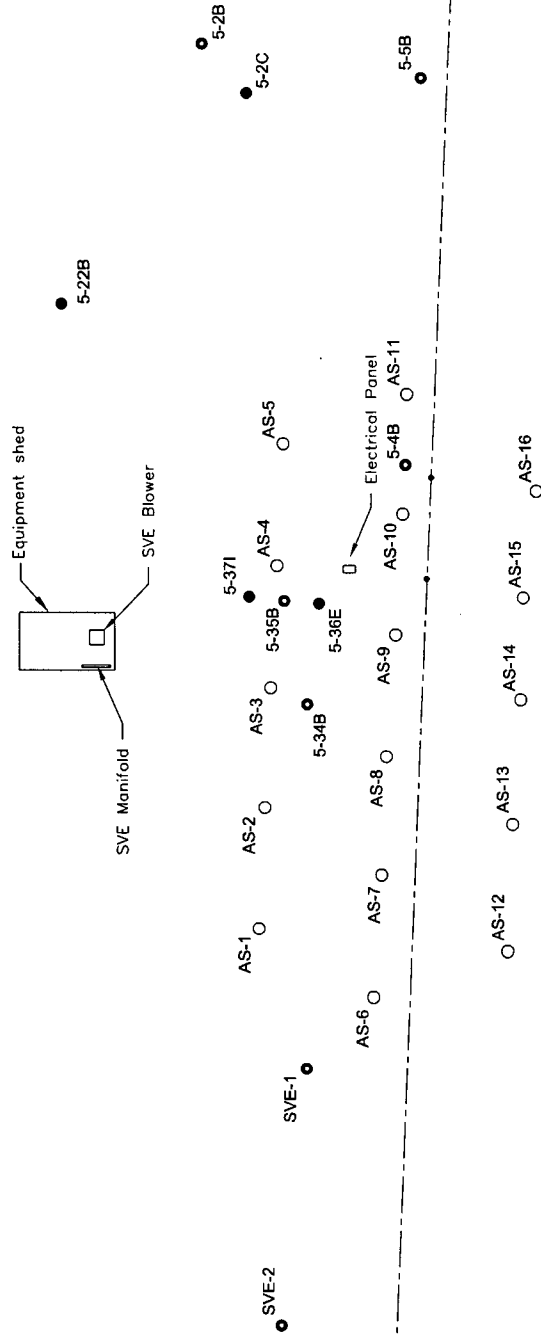 Equipment shed
SVE Blower
SVE Manifold
5-22B
5-2B
5-2C
5-5B
AS-1
AS-2
AS-3
AS-4
AS-5
5-37I
5-35B
5-36E
5-34B
Electrical Panel
SVE-2
SVE-1
AS-6
AS-7
AS-8
AS-9
AS-10
5-4B
AS-11
AS-12
AS-13
AS-14
AS-15
AS-16